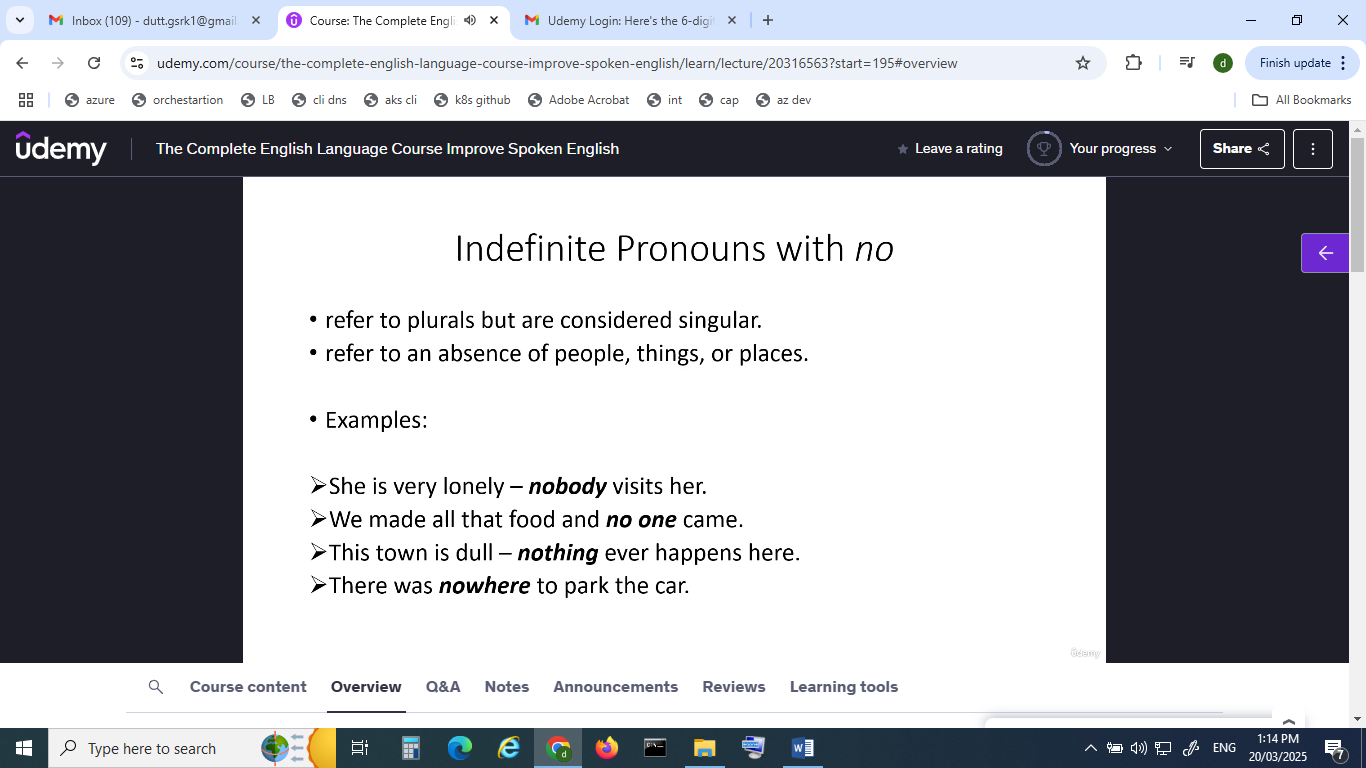 Inbox (109) - dutt.gsrk1@gmail
Course: The Complete Engli
Udemy Login: Here's the 6-digi
udemy.com/course/the-complete-english-language-course-improve-spoken-english/learn/lecture/20316563?start=195#overview
d
Finish update
azure
orchestartion
LB
cli dns
aks cli
k8s github
Adobe Acrobat
int
cap
az dev
All Bookmarks
udemy
The Complete English Language Course Improve Spoken English
Leave a rating
Your progress
Share
Indefinite Pronouns with no
• refer to plurals but are considered singular.
• refer to an absence of people, things, or places.
• Examples:
➢She is very lonely – nobody visits her.
➢We made all that food and no one came.
➢This town is dull – nothing ever happens here.
➢There was nowhere to park the car.
udemy
Course content
Overview
Q&A
Notes
Announcements
Reviews
Learning tools
Type here to search
ENG
1:14 PM
20/03/2025
7